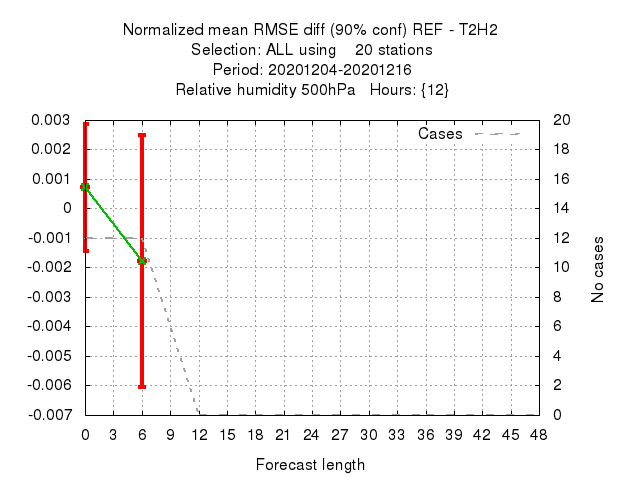 Normalized mean RMSE diff (90% conf) REF - T2H2
Selection: ALL using    20 stations
Period: 20201204-20201216
Relative humidity 500hPa   Hours: {12}
0.003
0.002
0.001
0
-0.001
-0.002
-0.003
-0.004
-0.005
-0.006
-0.007
Cases
20
18
16
14
12
10
8
6
4
2
0
No cases
0 3 6 9 12 15 18 21 24 27 30 33 36 39 42 45 48
Forecast length